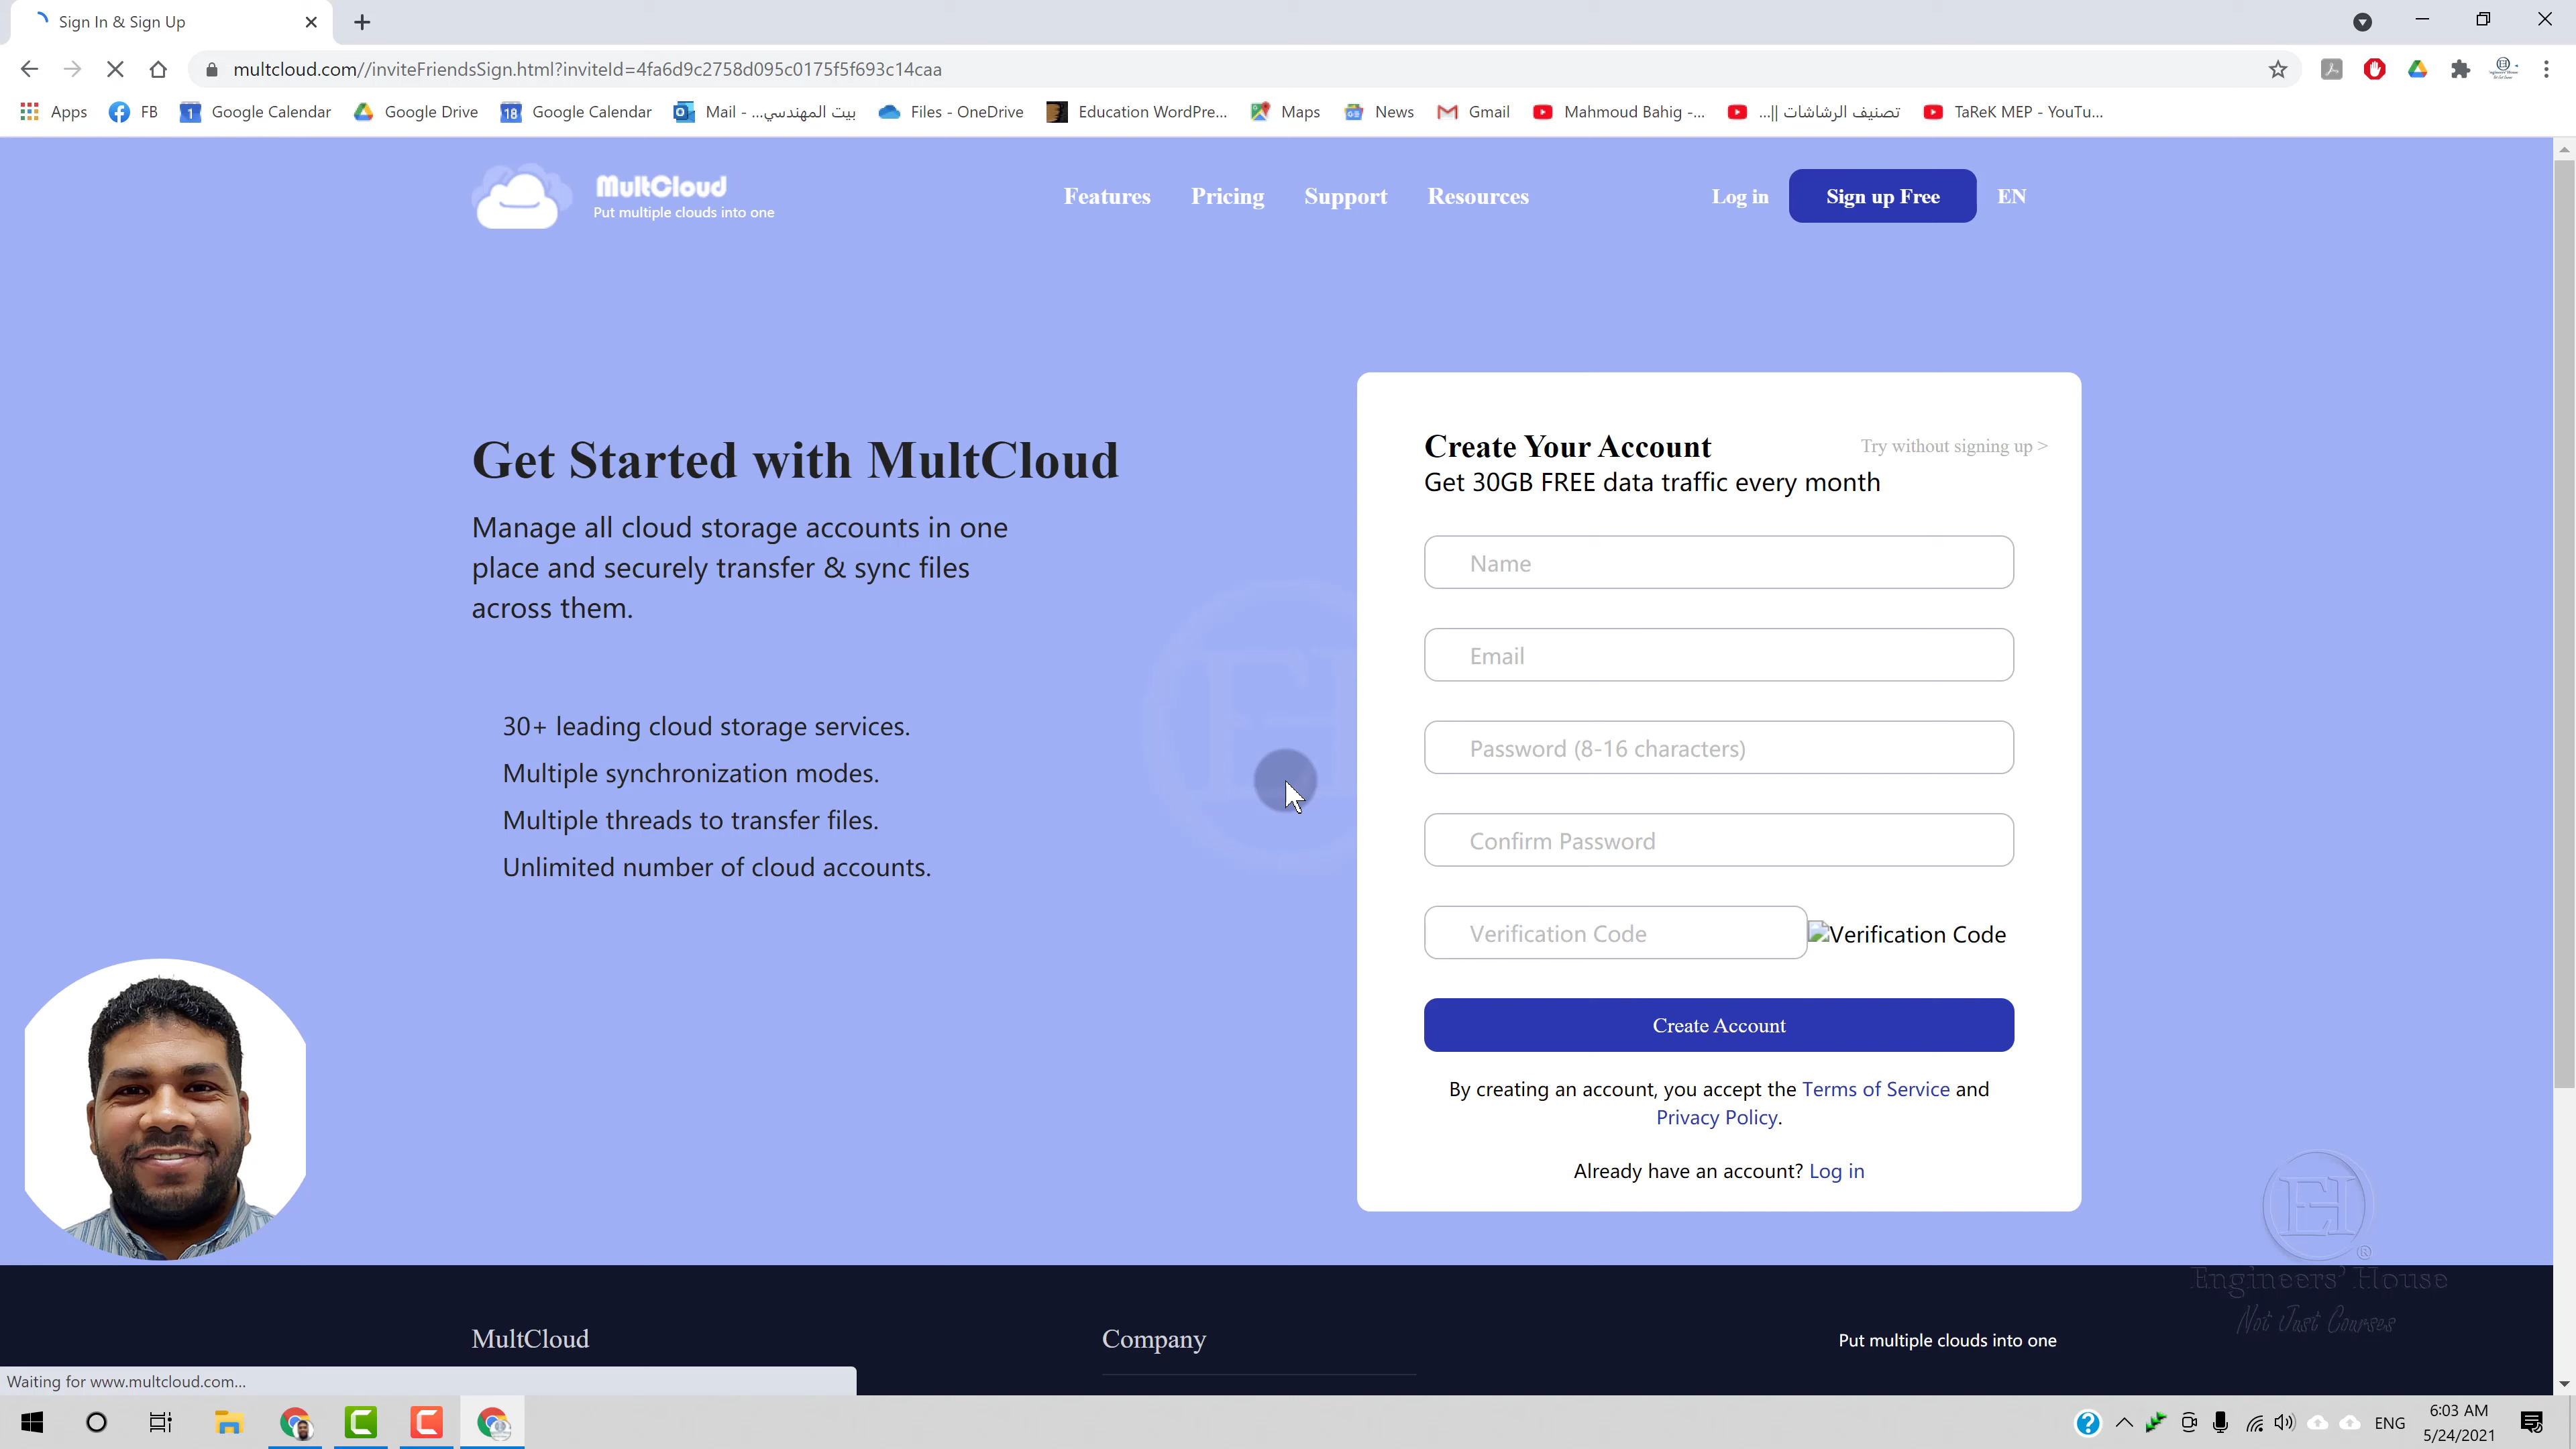 Sign In & Sign Up
multcloud.com//inviteFriendsSign.html?inviteId=4fa6d9c2758d095c0175f5f693c14caa
Apps FB Google Calendar Google Drive Google Calendar Mail - ...بيت المهندسي Files - OneDrive Education WordPre... Maps News Gmail Mahmoud Bahig -... ...|| تصنيف الرشاشات TaReK MEP - YouTu...
MultCloud
Put multiple clouds into one
Features Pricing Support Resources Log in Sign up Free EN
Get Started with MultCloud
Manage all cloud storage accounts in one
place and securely transfer & sync files
across them.
30+ leading cloud storage services.
Multiple synchronization modes.
Multiple threads to transfer files.
Unlimited number of cloud accounts.
Create Your Account
Try without signing up >
Get 30GB FREE data traffic every month
Name
Email
Password (8-16 characters)
Confirm Password
Verification Code Verification Code
Create Account
By creating an account, you accept the Terms of Service and
Privacy Policy.
Already have an account? Log in
EH ®
Engineers' House
Not Just Courses
MultCloud Company Put multiple clouds into one
Waiting for www.multcloud.com...
ENG
6:03 AM
5/24/2021